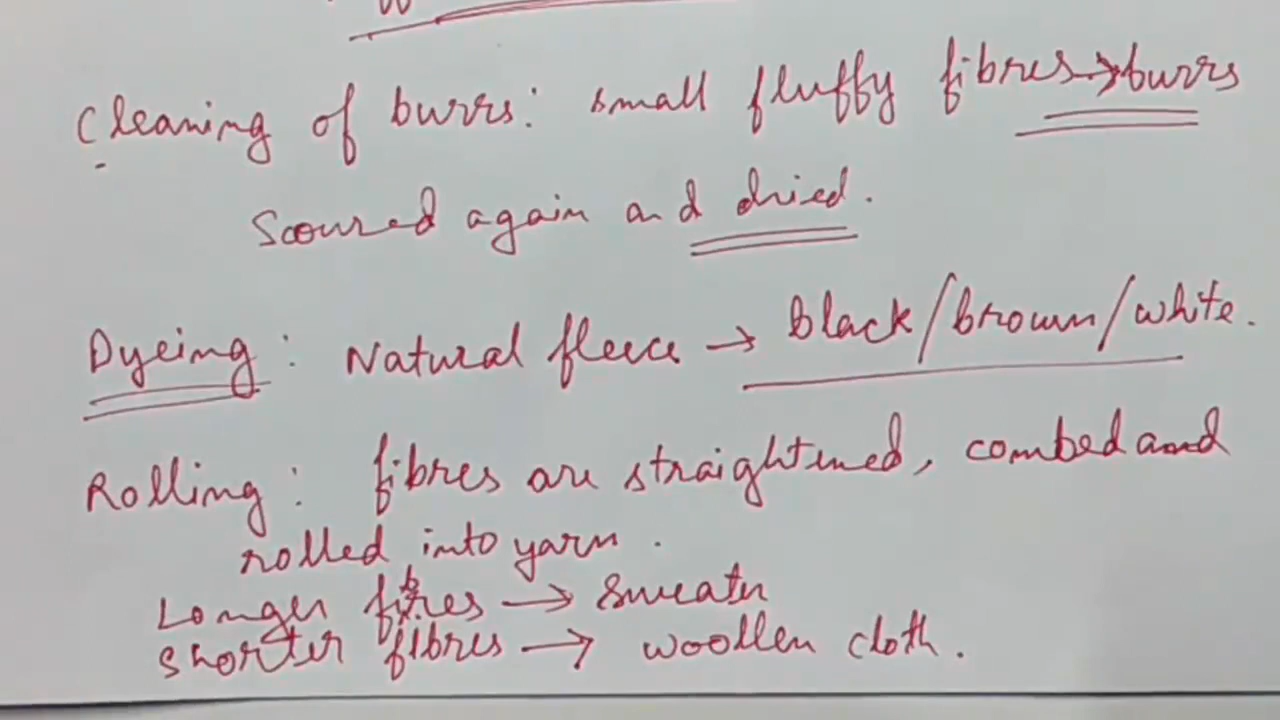 Cleaning of burrs: small fluffy fibres → burrs
Scoured again and dried.
Dyeing: Natural fleece → black/brown/white.
Rolling: fibres are straightened, combed and
rolled into yarn.
Longer fibres → sweater
shorter fibres → woollen cloth.